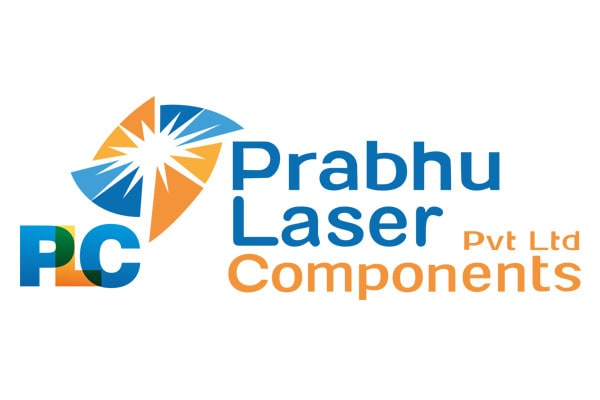 PLC
Prabhu
Laser
Pvt Ltd
Components